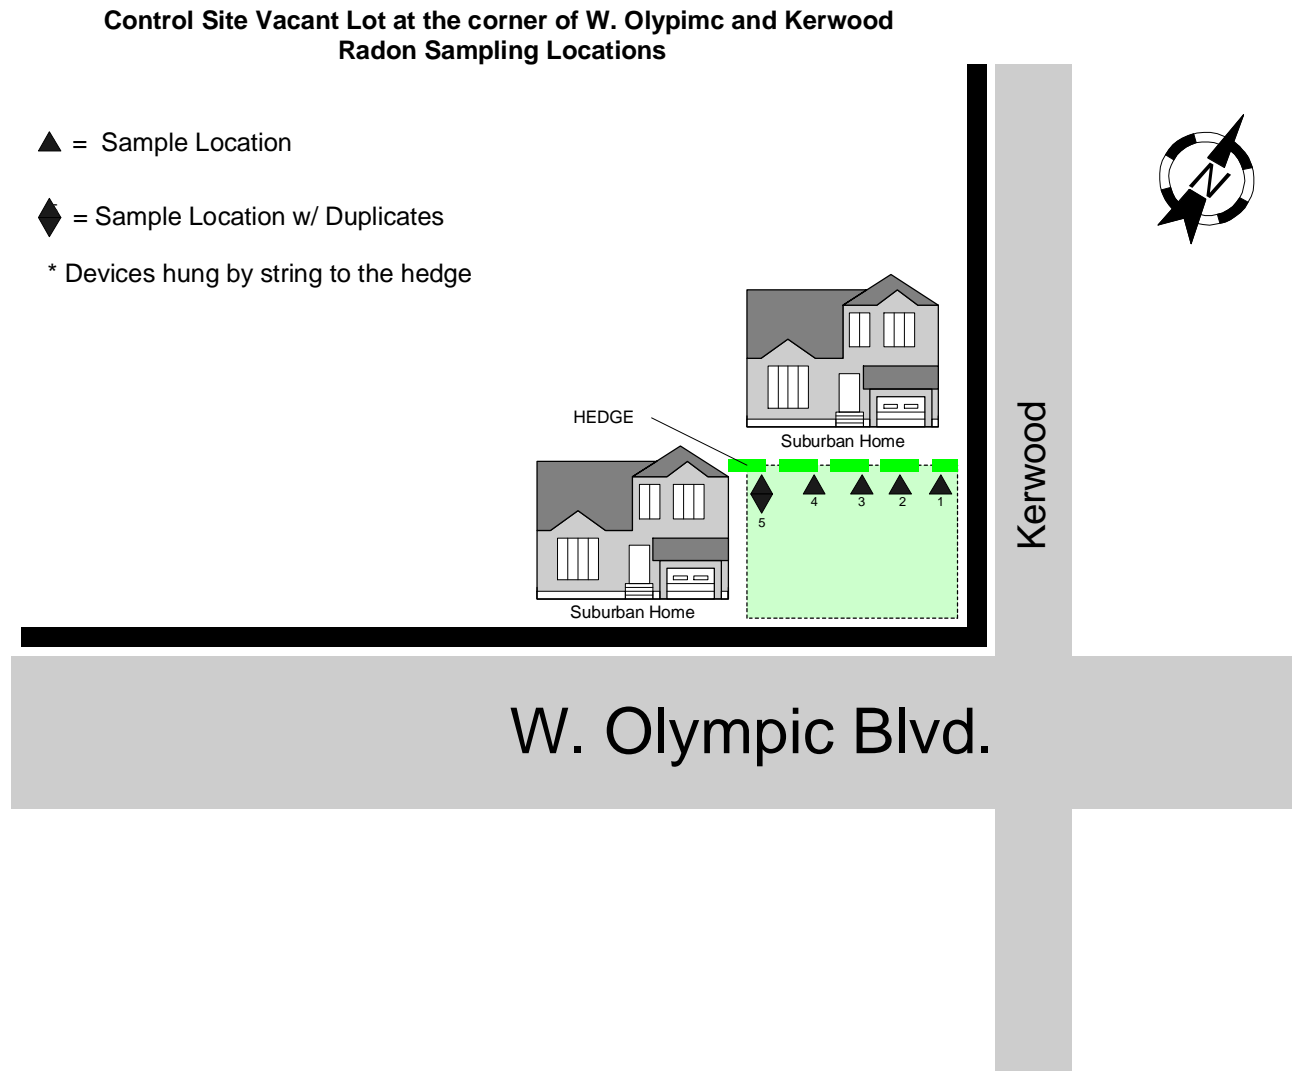 Control Site Vacant Lot at the corner of W. Olypimc and Kerwood
Radon Sampling Locations
= Sample Location
= Sample Location w/ Duplicates
* Devices hung by string to the hedge
N
HEDGE
Suburban Home
5
4
3
2
1
Suburban Home
Kerwood
W. Olympic Blvd.